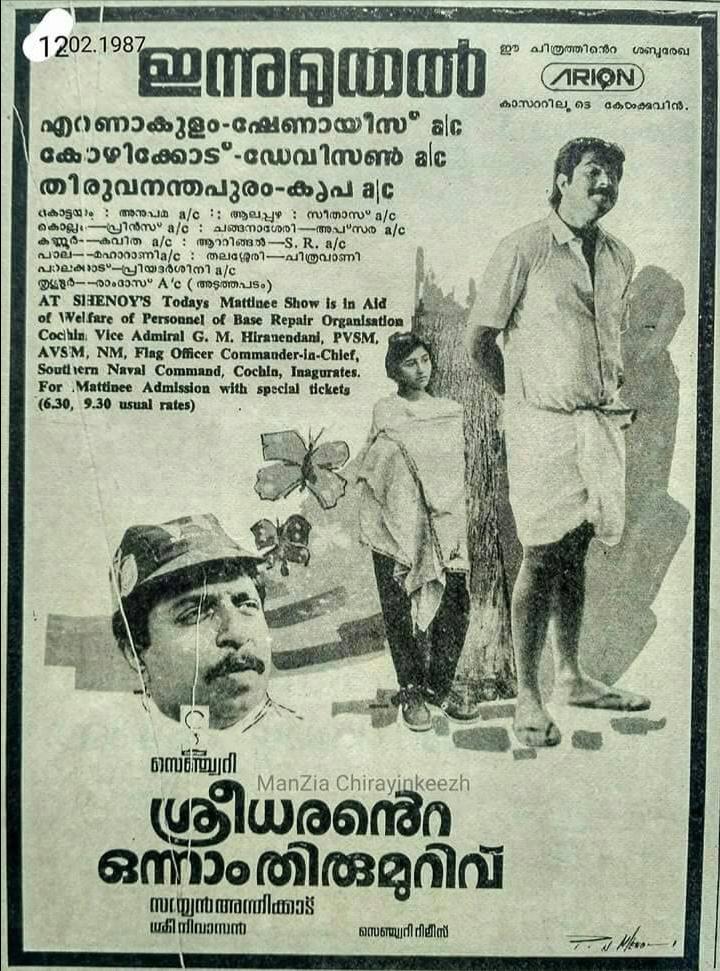 12.02.1987
ഇന്നുമുതൽ
ഈ ചിത്രത്തിന്റെ ശബ്ദരേഖ
ARION
കാസററിലൂടെ കേൾക്കുവിൻ.
എറണാകുളം-ഷേണായീസ് a/c
കോഴിക്കോട്-ഡേവിസൺ a/c
തിരുവനന്തപുരം-കൃപ a/c
കോട്ടയം : അനുപമ a/c :: ആലപ്പുഴ : സീതാസ് a/c
കൊല്ലം—പ്രിൻസ് a/c : ചങ്ങനാശേരി—അപ്സര a/c
കണ്ണൂർ—കവിത a/c : ആററിങ്ങൽ—S. R. a/c
പാലാ—മഹാറാണി a/c : തലശ്ശേരി—ചിത്രവാണി
പാലക്കാട്—പ്രിയദർശിനി a/c
തൃശ്ശൂർ—രാംദാസ് A/c (അടുത്തപടം)
AT SHENOY'S Todays Mattinee Show is in Aid
of Welfare of Personnel of Base Repair Organisation
Cochin Vice Admiral G. M. Hiranendani, PVSM,
AVSM, NM, Flag Officer Commander-in-Chief,
Southern Naval Command, Cochin, Inagurates.
For Mattinee Admission with special tickets
(6.30, 9.30 usual rates)
സെഞ്ച്വറി
ManZia Chirayinkeezh
ശ്രീധരന്റെ
ഒന്നാം തിരുമുറിവ്
സത്യൻ അന്തിക്കാട്
ശ്രീനിവാസൻ
സെഞ്ച്വറി റിലീസ്